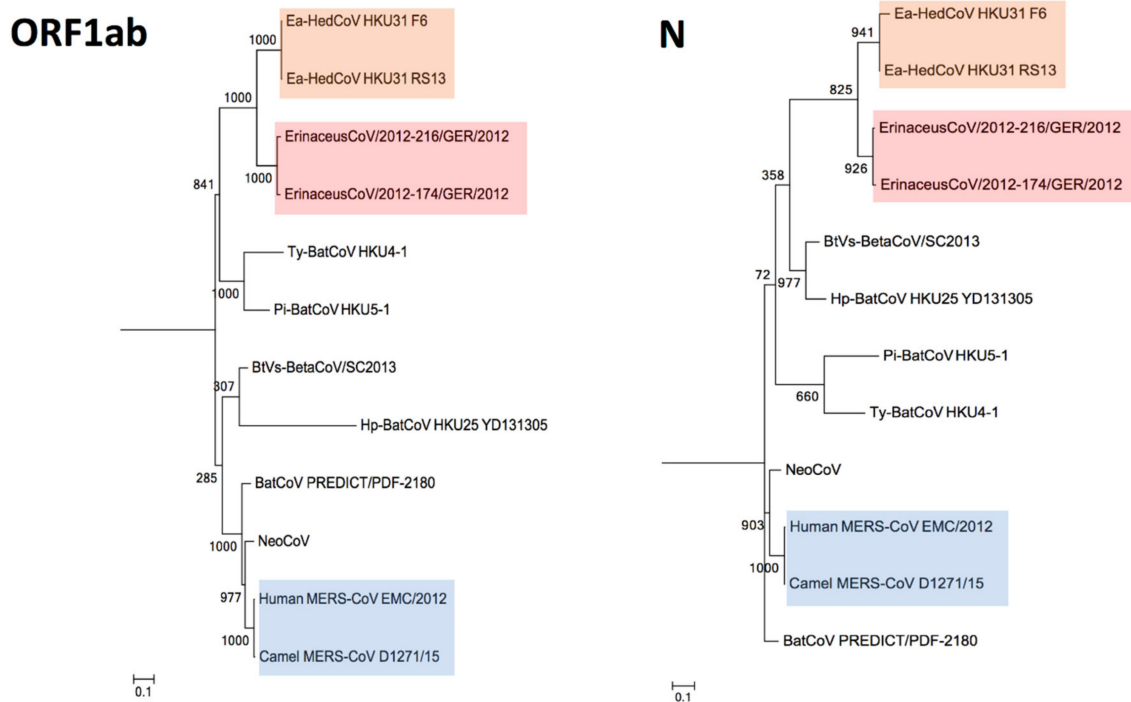 ORF1ab
1000
Ea-HedCoV HKU31 F6
Ea-HedCoV HKU31 RS13
1000
ErinaceusCoV/2012-216/GER/2012
1000
ErinaceusCoV/2012-174/GER/2012
841
Ty-BatCoV HKU4-1
1000
Pi-BatCoV HKU5-1
BtVs-BetaCoV/SC2013
307
Hp-BatCoV HKU25 YD131305
285
BatCoV PREDICT/PDF-2180
1000
NeoCoV
977
Human MERS-CoV EMC/2012
1000
Camel MERS-CoV D1271/15
0.1
N
Ea-HedCoV HKU31 F6
941
Ea-HedCoV HKU31 RS13
825
ErinaceusCoV/2012-216/GER/2012
926
ErinaceusCoV/2012-174/GER/2012
358
BtVs-BetaCoV/SC2013
72
977
Hp-BatCoV HKU25 YD131305
Pi-BatCoV HKU5-1
660
Ty-BatCoV HKU4-1
NeoCoV
903
Human MERS-CoV EMC/2012
1000
Camel MERS-CoV D1271/15
BatCoV PREDICT/PDF-2180
0.1